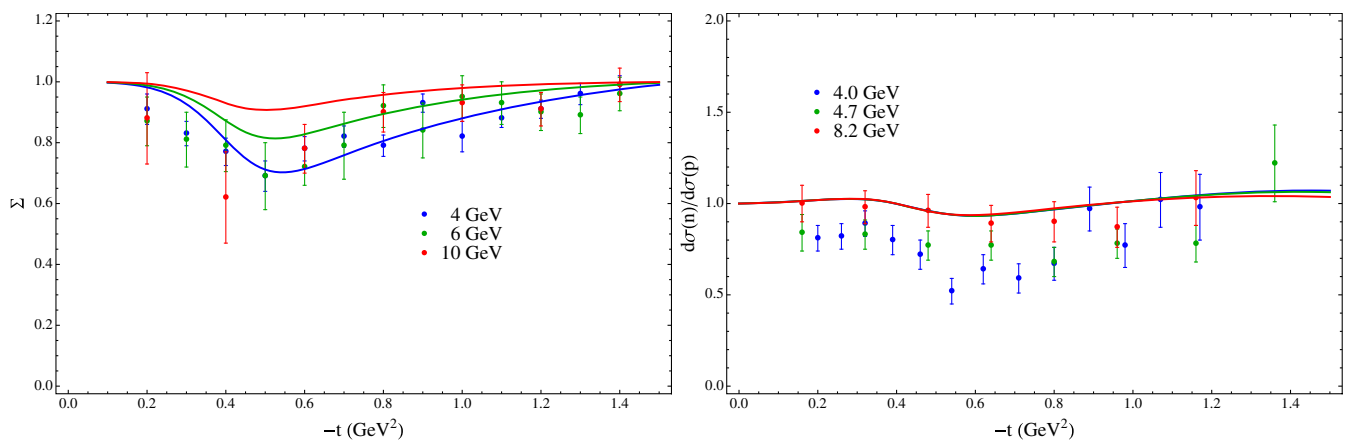 1.2
1.0
0.8
0.6
0.4
0.2
0.0
Σ
4 GeV
6 GeV
10 GeV
0.0 0.2 0.4 0.6 0.8 1.0 1.2 1.4
−t (GeV²)
2.0
1.5
1.0
0.5
0.0
dσ(n)/dσ(p)
4.0 GeV
4.7 GeV
8.2 GeV
0.0 0.2 0.4 0.6 0.8 1.0 1.2 1.4
−t (GeV²)